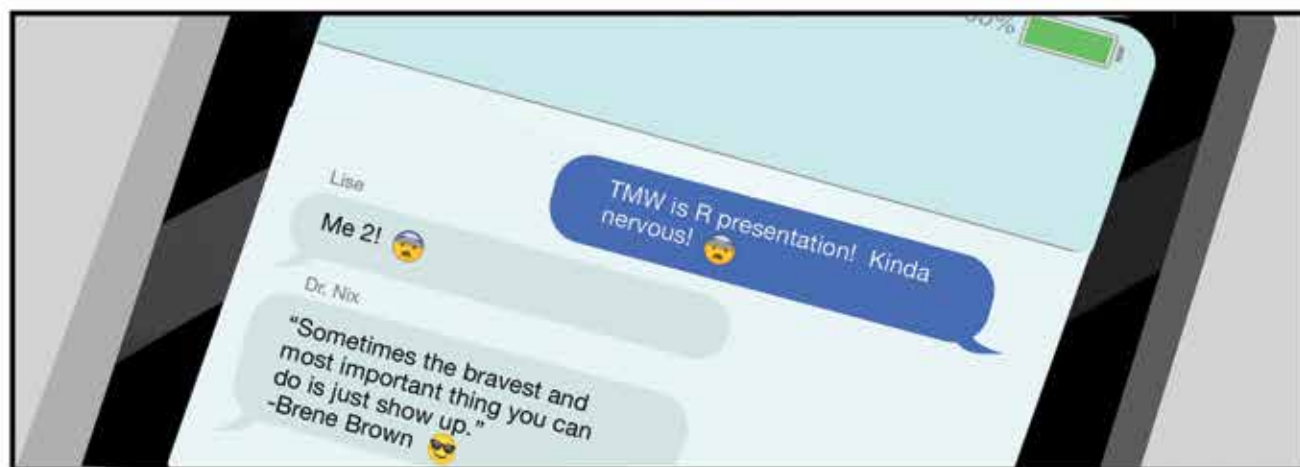 TMW is R presentation! Kinda
nervous! 😨
Lise
Me 2! 😨
Dr. Nix
“Sometimes the bravest and
most important thing you can
do is just show up.”
-Brene Brown 😎